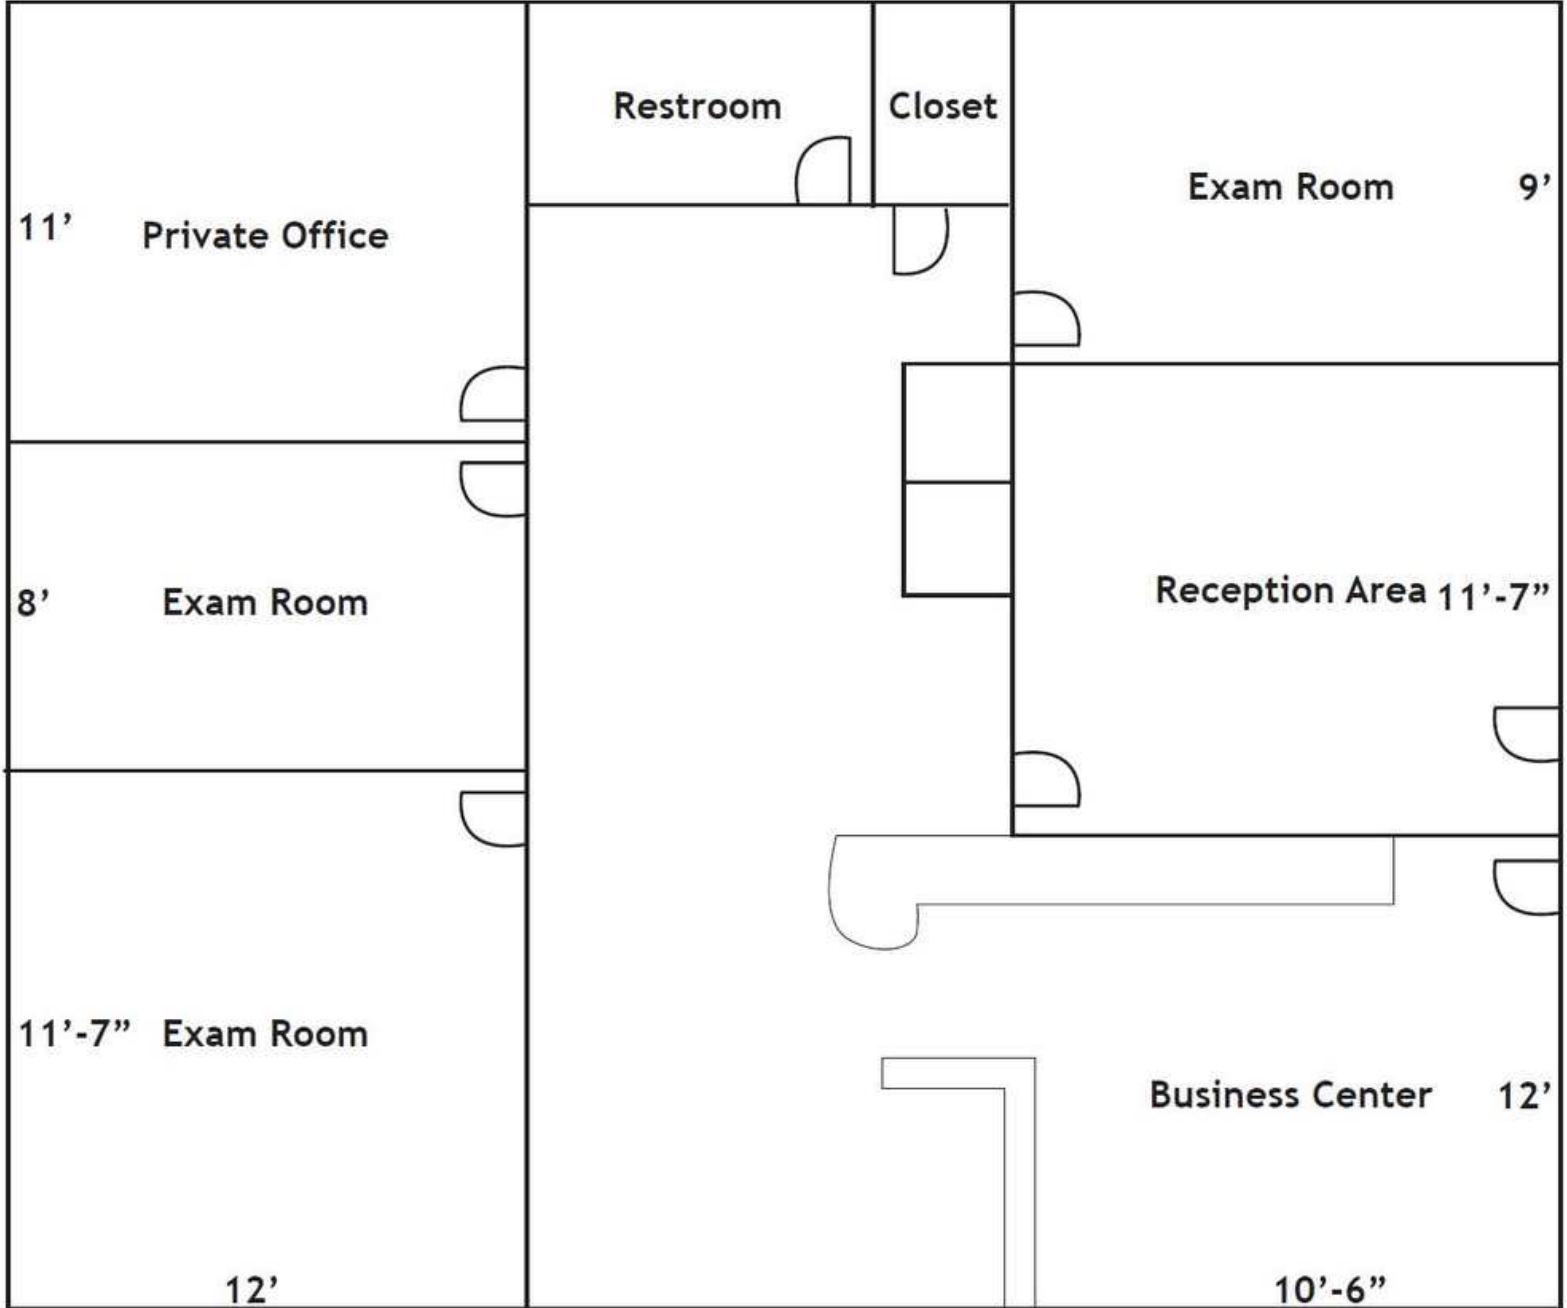 Restroom
Closet
Exam Room
9’
11’
Private Office
8’
Exam Room
Reception Area
11’-7”
11’-7”
Exam Room
Business Center
12’
12’
10’-6”